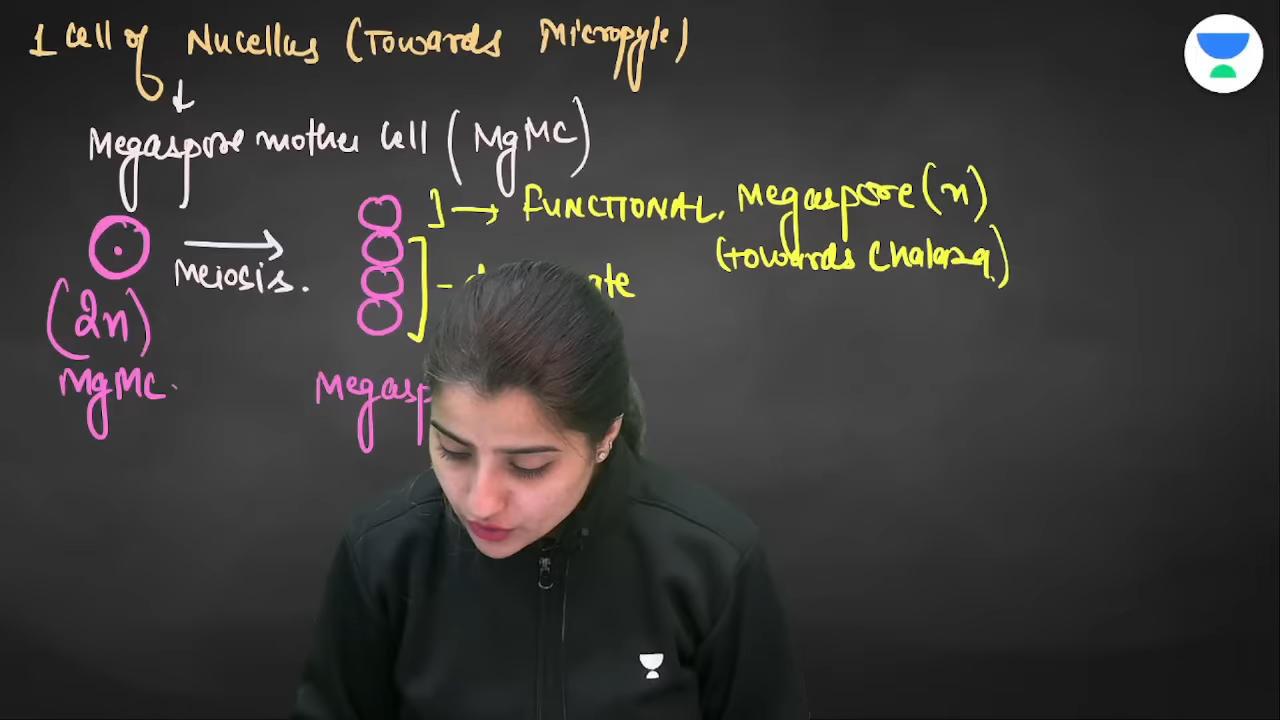 1 Cell of Nucellus (Towards Micropyle)
↓
Megaspore mother cell (MgMC)
] → FUNCTIONAL. Megaspore (n)
(towards chalaza)
Meiosis.
(2n)
MgMC.